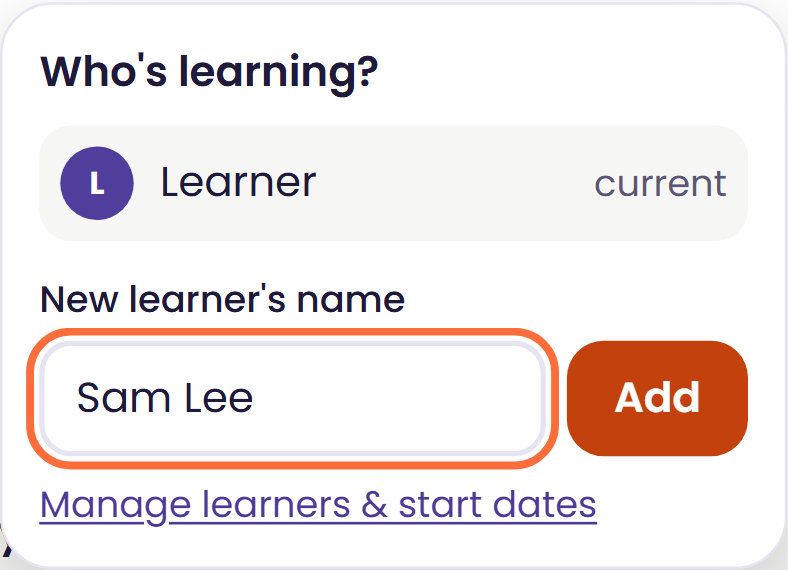 Who's learning?
L Learner current
New learner's name
Sam Lee Add
Manage learners & start dates